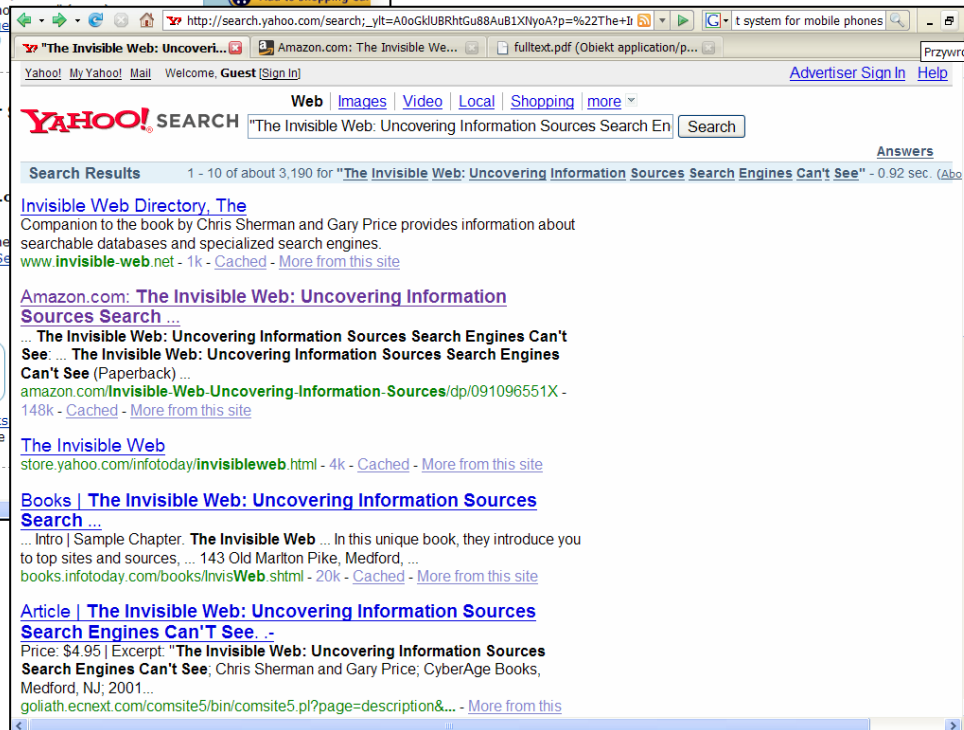 Add to Shopping Cart
http://search.yahoo.com/search;_ylt=A0oGklUBRhtGu88AuB1XNyoA?p=%22The+I
t system for mobile phones
"The Invisible Web: Uncoveri...
Amazon.com: The Invisible We...
fulltext.pdf (Obiekt application/p...
Przywró
Yahoo! My Yahoo! Mail Welcome, Guest [Sign In]
Advertiser Sign In Help
Web Images Video Local Shopping more
YAHOO! SEARCH
"The Invisible Web: Uncovering Information Sources Search En
Search
Answers
Search Results 1 - 10 of about 3,190 for "The Invisible Web: Uncovering Information Sources Search Engines Can't See" - 0.92 sec. (Abo
Invisible Web Directory, The
Companion to the book by Chris Sherman and Gary Price provides information about
searchable databases and specialized search engines.
www.invisible-web.net - 1k - Cached - More from this site
Amazon.com: The Invisible Web: Uncovering Information
Sources Search ...
... The Invisible Web: Uncovering Information Sources Search Engines Can't
See: ... The Invisible Web: Uncovering Information Sources Search Engines
Can't See (Paperback) ...
amazon.com/Invisible-Web-Uncovering-Information-Sources/dp/091096551X -
148k - Cached - More from this site
The Invisible Web
store.yahoo.com/infotoday/invisibleweb.html - 4k - Cached - More from this site
Books | The Invisible Web: Uncovering Information Sources
Search ...
... Intro | Sample Chapter. The Invisible Web ... In this unique book, they introduce you
to top sites and sources, ... 143 Old Marlton Pike, Medford, ...
books.infotoday.com/books/InvisWeb.shtml - 20k - Cached - More from this site
Article | The Invisible Web: Uncovering Information Sources
Search Engines Can'T See. .-
Price: $4.95 | Excerpt: "The Invisible Web: Uncovering Information Sources
Search Engines Can't See; Chris Sherman and Gary Price; CyberAge Books,
Medford, NJ; 2001...
goliath.ecnext.com/comsite5/bin/comsite5.pl?page=description&... - More from this